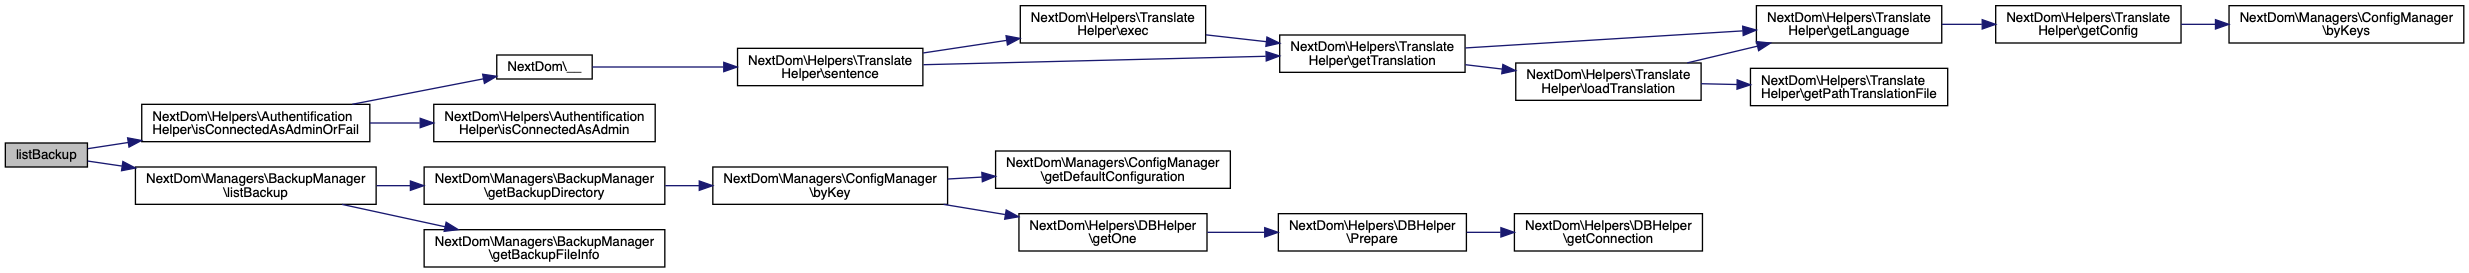 listBackup
NextDom\Helpers\Authentification
Helper\isConnectedAsAdminOrFail
NextDom\__
NextDom\Helpers\Translate
Helper\sentence
NextDom\Helpers\Translate
Helper\exec
NextDom\Helpers\Translate
Helper\getTranslation
NextDom\Helpers\Translate
Helper\getLanguage
NextDom\Helpers\Translate
Helper\getConfig
NextDom\Managers\ConfigManager
\byKeys
NextDom\Helpers\Translate
Helper\loadTranslation
NextDom\Helpers\Translate
Helper\getPathTranslationFile
NextDom\Helpers\Authentification
Helper\isConnectedAsAdmin
NextDom\Managers\BackupManager
\listBackup
NextDom\Managers\BackupManager
\getBackupDirectory
NextDom\Managers\ConfigManager
\byKey
NextDom\Managers\ConfigManager
\getDefaultConfiguration
NextDom\Helpers\DBHelper
\getOne
NextDom\Helpers\DBHelper
\Prepare
NextDom\Helpers\DBHelper
\getConnection
NextDom\Managers\BackupManager
\getBackupFileInfo